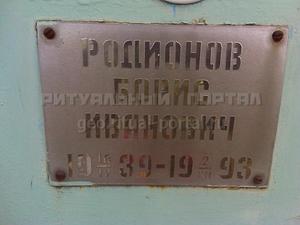 РОДИОНОВ
БОРИС
РИТУАЛЬНЫЙ ПОРТАЛ
ИВАНОВИЧ
19 39-19 93